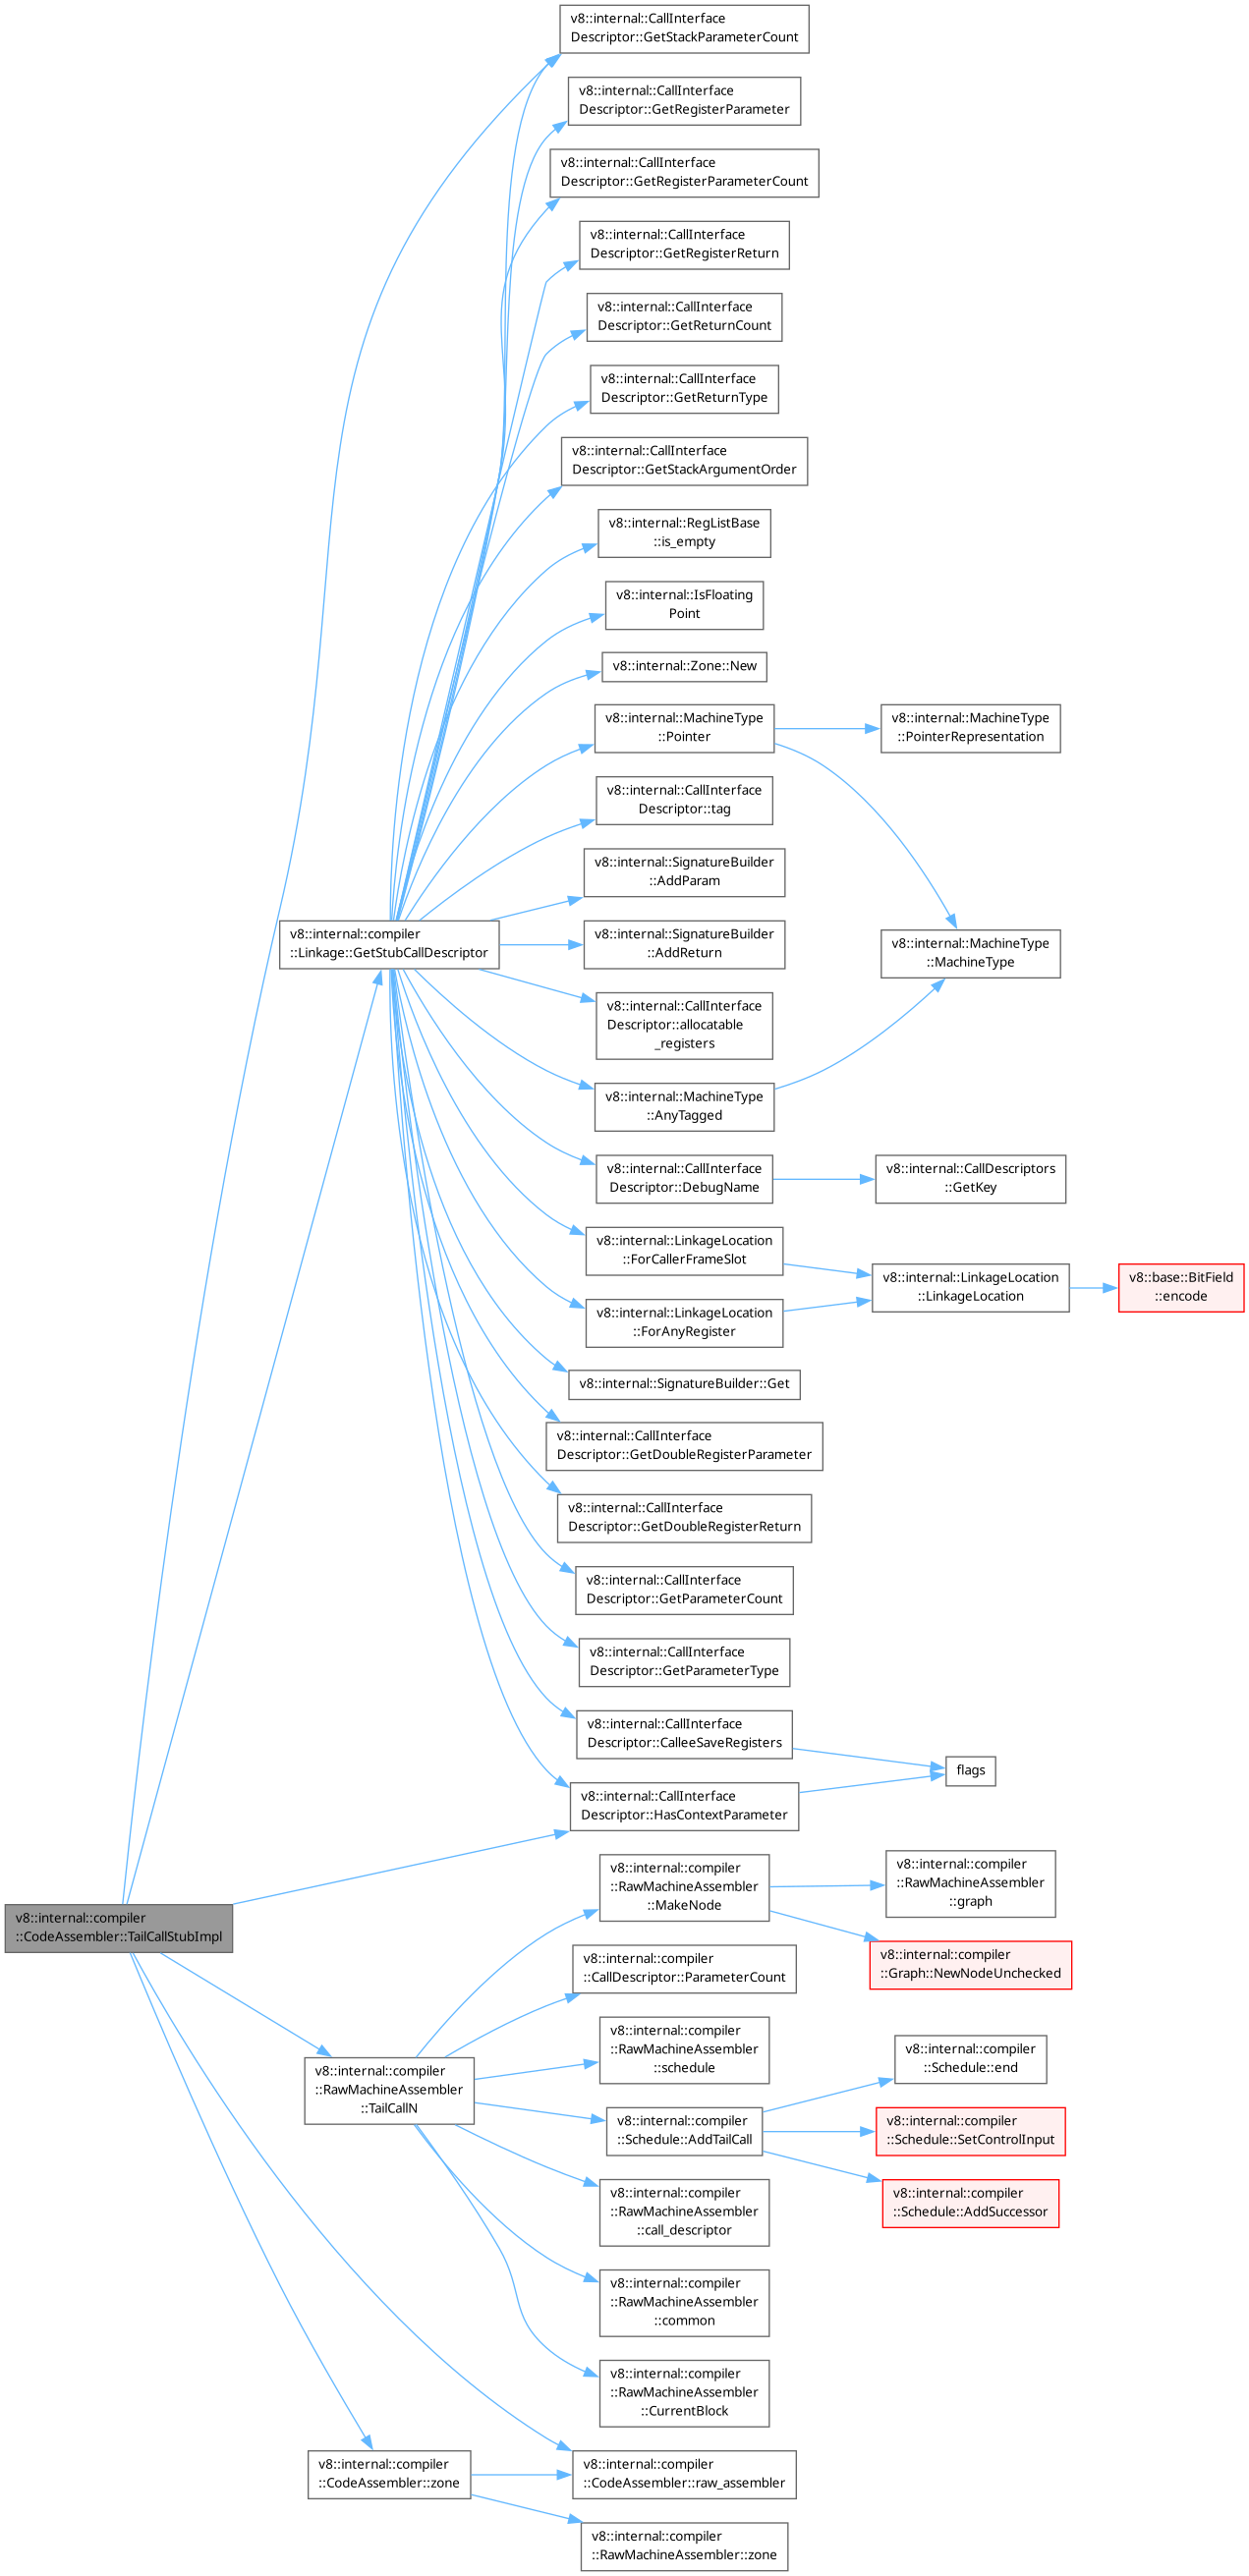 v8::internal::CallInterface
Descriptor::GetStackParameterCount
v8::internal::CallInterface
Descriptor::GetRegisterParameter
v8::internal::CallInterface
Descriptor::GetRegisterParameterCount
v8::internal::CallInterface
Descriptor::GetRegisterReturn
v8::internal::CallInterface
Descriptor::GetReturnCount
v8::internal::CallInterface
Descriptor::GetReturnType
v8::internal::CallInterface
Descriptor::GetStackArgumentOrder
v8::internal::RegListBase
::is_empty
v8::internal::IsFloating
Point
v8::internal::Zone::New
v8::internal::MachineType
::Pointer
v8::internal::MachineType
::PointerRepresentation
v8::internal::CallInterface
Descriptor::tag
v8::internal::SignatureBuilder
::AddParam
v8::internal::compiler
::Linkage::GetStubCallDescriptor
v8::internal::SignatureBuilder
::AddReturn
v8::internal::MachineType
::MachineType
v8::internal::CallInterface
Descriptor::allocatable
_registers
v8::internal::MachineType
::AnyTagged
v8::internal::CallInterface
Descriptor::DebugName
v8::internal::CallDescriptors
::GetKey
v8::internal::LinkageLocation
::ForCallerFrameSlot
v8::internal::LinkageLocation
::LinkageLocation
v8::base::BitField
::encode
v8::internal::LinkageLocation
::ForAnyRegister
v8::internal::SignatureBuilder::Get
v8::internal::CallInterface
Descriptor::GetDoubleRegisterParameter
v8::internal::CallInterface
Descriptor::GetDoubleRegisterReturn
v8::internal::CallInterface
Descriptor::GetParameterCount
v8::internal::CallInterface
Descriptor::GetParameterType
v8::internal::CallInterface
Descriptor::CalleeSaveRegisters
flags
v8::internal::CallInterface
Descriptor::HasContextParameter
v8::internal::compiler
::CodeAssembler::TailCallStubImpl
v8::internal::compiler
::RawMachineAssembler
::MakeNode
v8::internal::compiler
::RawMachineAssembler
::graph
v8::internal::compiler
::Graph::NewNodeUnchecked
v8::internal::compiler
::CallDescriptor::ParameterCount
v8::internal::compiler
::RawMachineAssembler
::TailCallN
v8::internal::compiler
::RawMachineAssembler
::schedule
v8::internal::compiler
::Schedule::end
v8::internal::compiler
::Schedule::AddTailCall
v8::internal::compiler
::Schedule::SetControlInput
v8::internal::compiler
::Schedule::AddSuccessor
v8::internal::compiler
::RawMachineAssembler
::call_descriptor
v8::internal::compiler
::RawMachineAssembler
::common
v8::internal::compiler
::RawMachineAssembler
::CurrentBlock
v8::internal::compiler
::CodeAssembler::zone
v8::internal::compiler
::CodeAssembler::raw_assembler
v8::internal::compiler
::RawMachineAssembler::zone